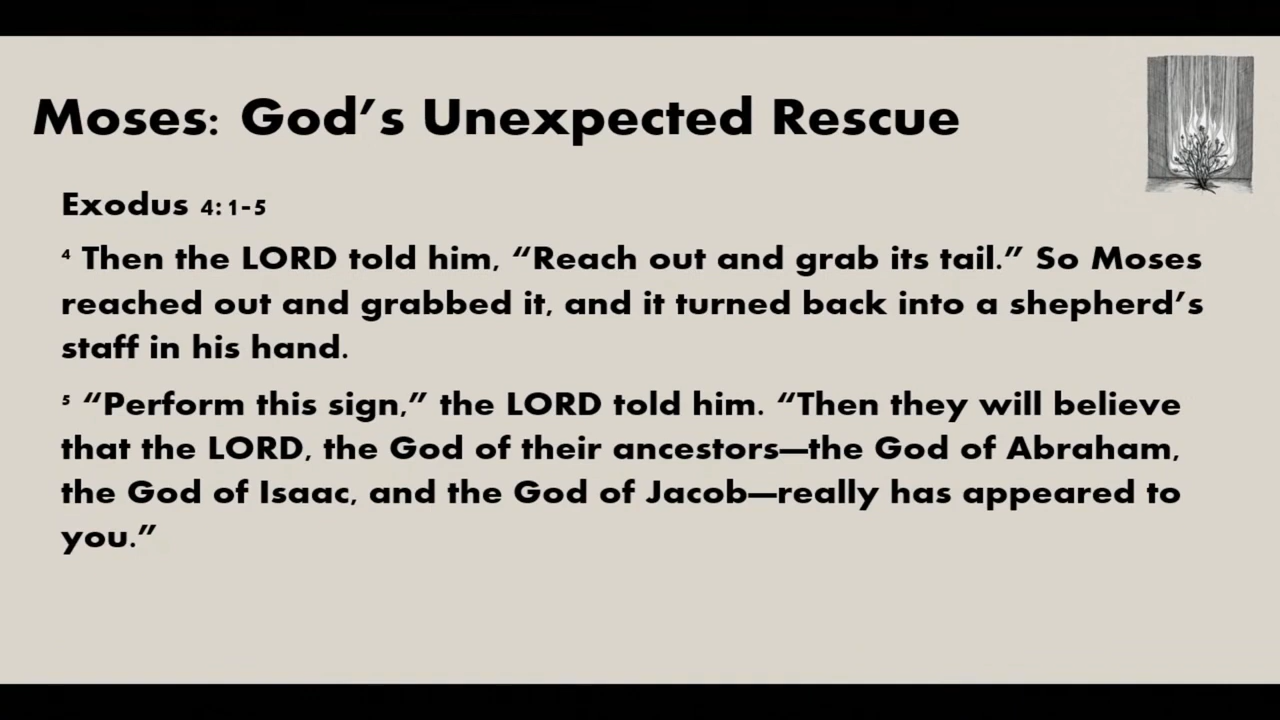 Moses: God’s Unexpected Rescue
Exodus 4:1-5
⁴ Then the LORD told him, “Reach out and grab its tail.” So Moses
reached out and grabbed it, and it turned back into a shepherd’s
staff in his hand.
⁵ “Perform this sign,” the LORD told him. “Then they will believe
that the LORD, the God of their ancestors—the God of Abraham,
the God of Isaac, and the God of Jacob—really has appeared to
you.”